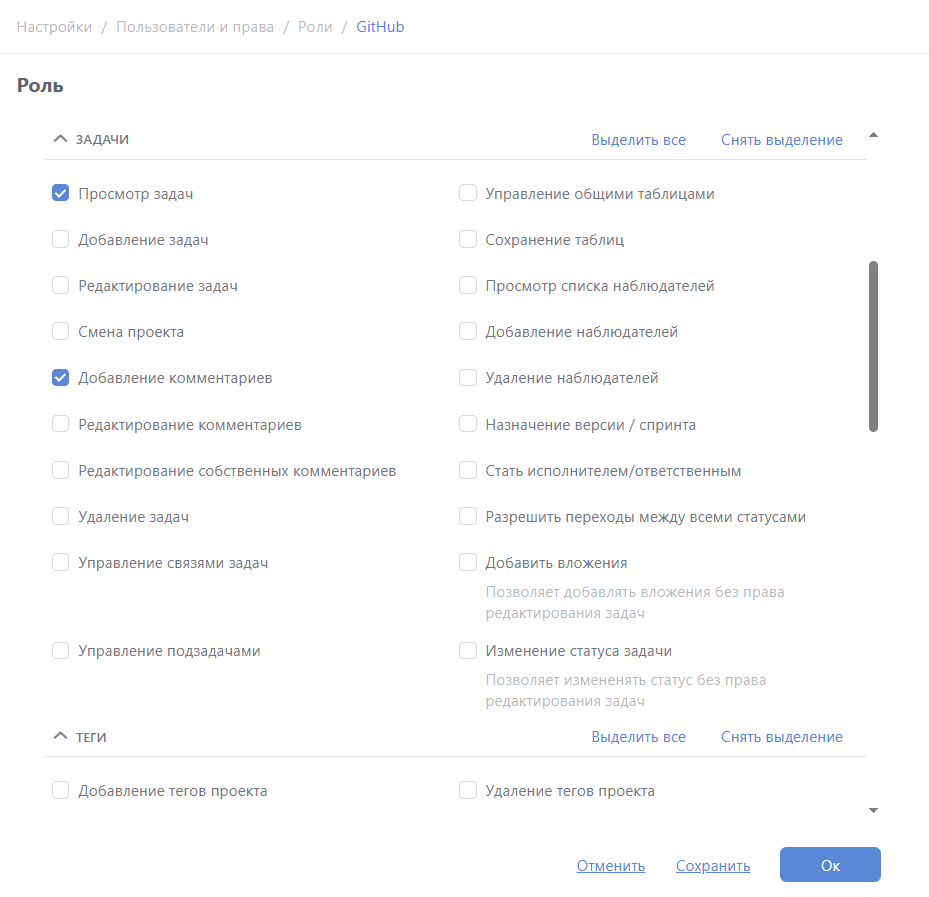 Настройки / Пользователи и права / Роли / GitHub
Роль
ЗАДАЧИ Выделить все Снять выделение
Просмотр задач Управление общими таблицами
Добавление задач Сохранение таблиц
Редактирование задач Просмотр списка наблюдателей
Смена проекта Добавление наблюдателей
Добавление комментариев Удаление наблюдателей
Редактирование комментариев Назначение версии / спринта
Редактирование собственных комментариев Стать исполнителем/ответственным
Удаление задач Разрешить переходы между всеми статусами
Управление связями задач Добавить вложения
Позволяет добавлять вложения без права
редактирования задач
Управление подзадачами Изменение статуса задачи
Позволяет измененять статус без права
редактирования задач
ТЕГИ Выделить все Снять выделение
Добавление тегов проекта Удаление тегов проекта
Отменить Сохранить Ок